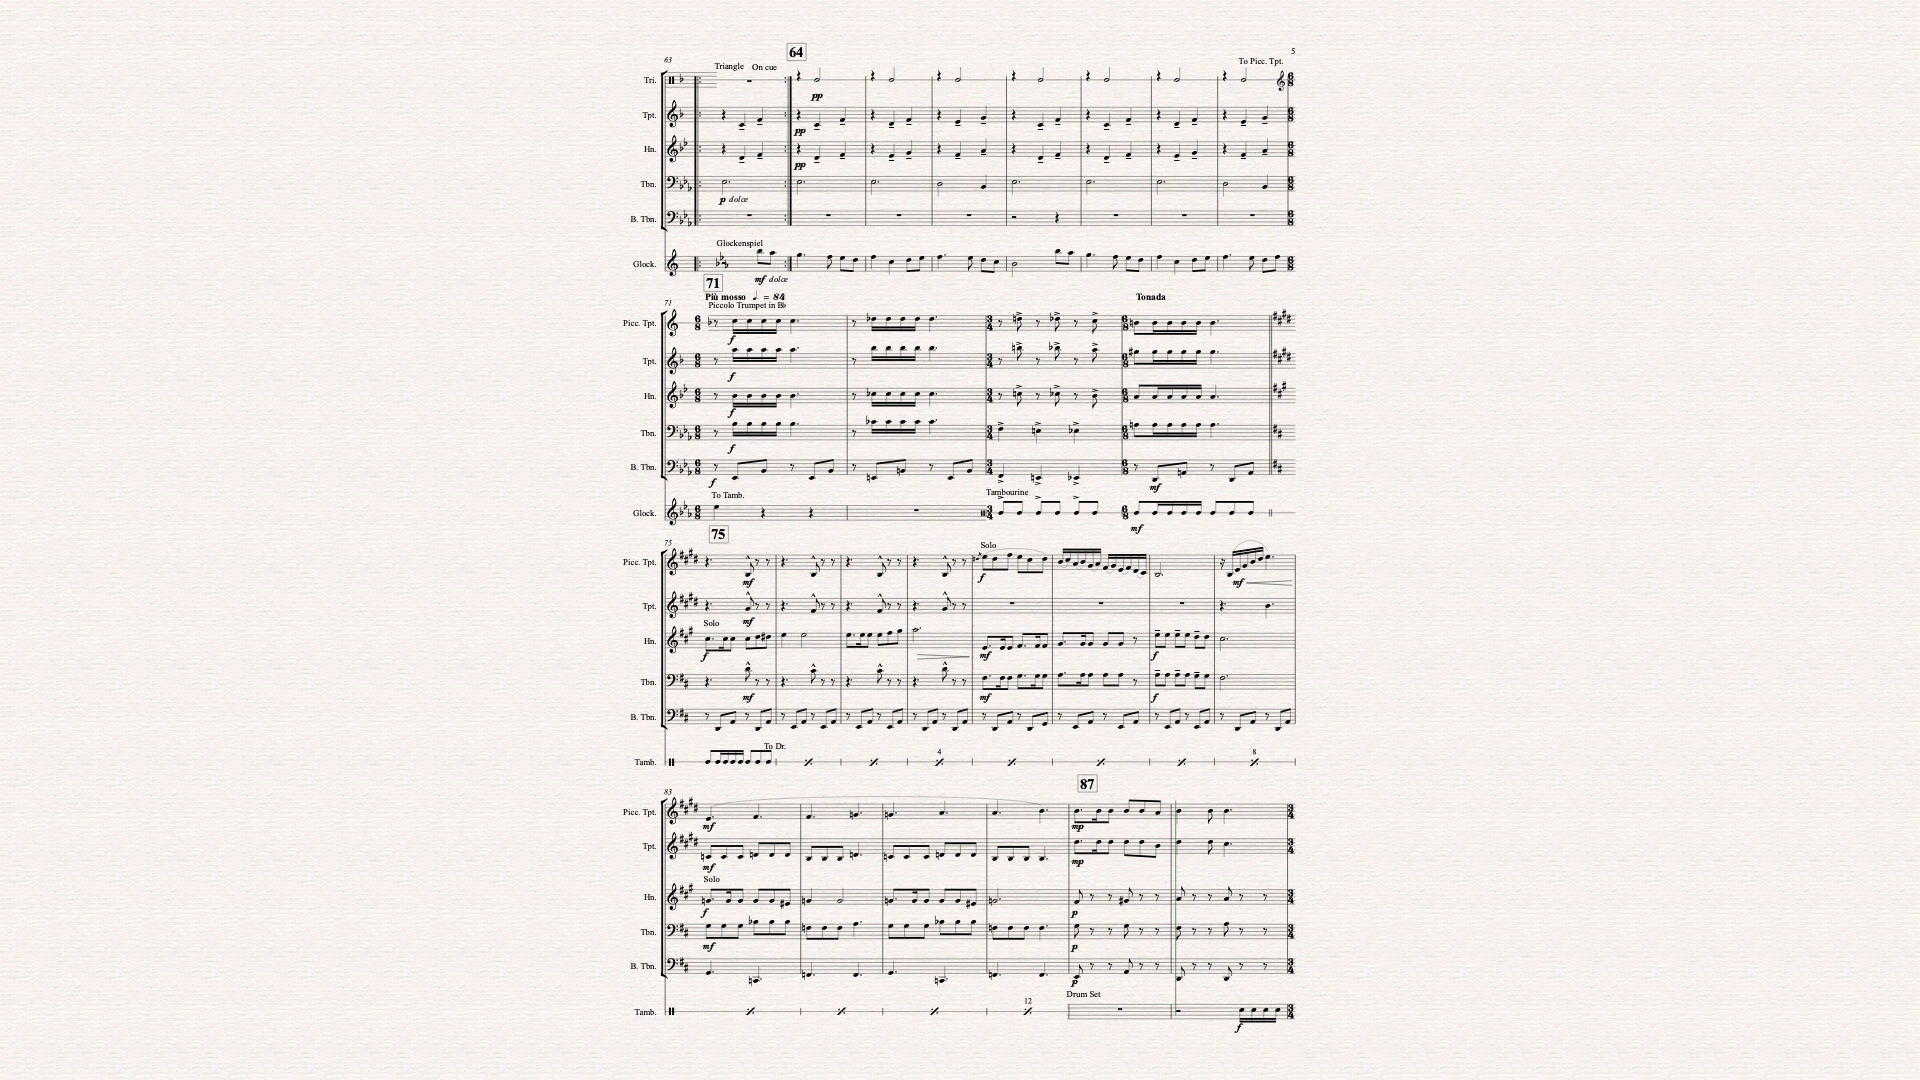 64
5
63
Triangle On cue
To Picc. Tpt.
Tri.
pp
Tpt.
pp
Hn.
pp
Tbn.
p dolce
B. Tbn.
Glockenspiel
Glock.
mf dolce
71
Più mosso ♩. = 84
Tonada
71
Piccolo Trumpet in B♭
Picc. Tpt.
f
Tpt.
f
Hn.
f
Tbn.
f
B. Tbn.
f
mf
To Tamb.
Tambourine
Glock.
mf
75
75
Solo
Picc. Tpt.
mf
f
mf
Tpt.
mf
Solo
Hn.
f
mf
f
Tbn.
mf
mf
f
B. Tbn.
To Dr.
4
8
Tamb.
87
83
Picc. Tpt.
mf
mp
Tpt.
mf
mp
Solo
Hn.
f
p
Tbn.
mf
p
B. Tbn.
p
Drum Set
12
Tamb.
f